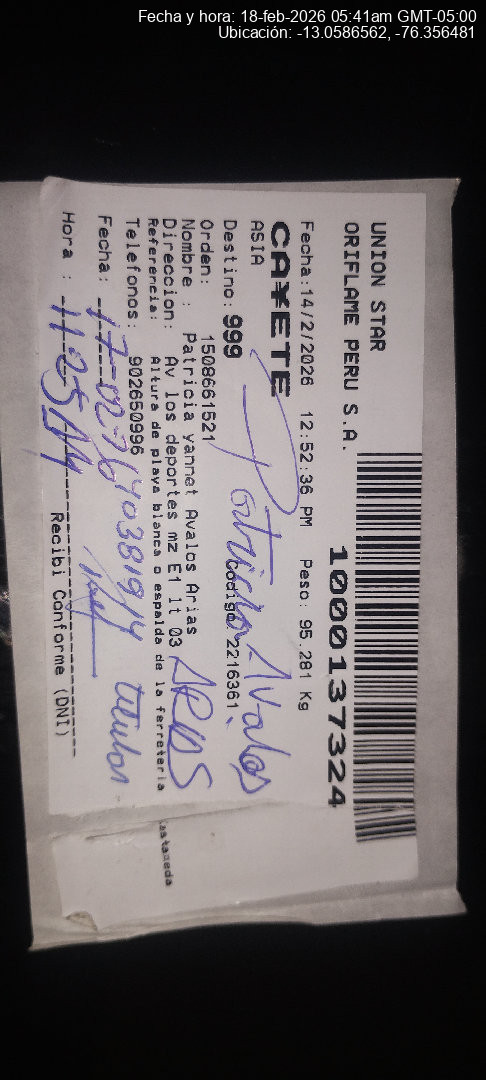 Fecha y hora: 18-feb-2026 05:41am GMT-05:00
Ubicación: -13.0586562, -76.356481
UNION STAR
ORIFLAME PERU S.A.
1000137324
Fecha:14/2/2026 12:52:36 PM Peso: 95.281 Kg
CA¥ETE
ASIA
Destino: 999 Codigo 2216361
Patricia Avalos
ARIAS
Orden: 1508661521
Nombre : Patricia yannet Avalos Arias
Direccion: Av los deportes mz E1 lt 03
Referencia: Altura de playa blanca o espalda de la ferreteria
Telefonos: 902650996
Fecha: 17-02-26
titular
Hora : 11:25
Recibi Conforme (DNI)